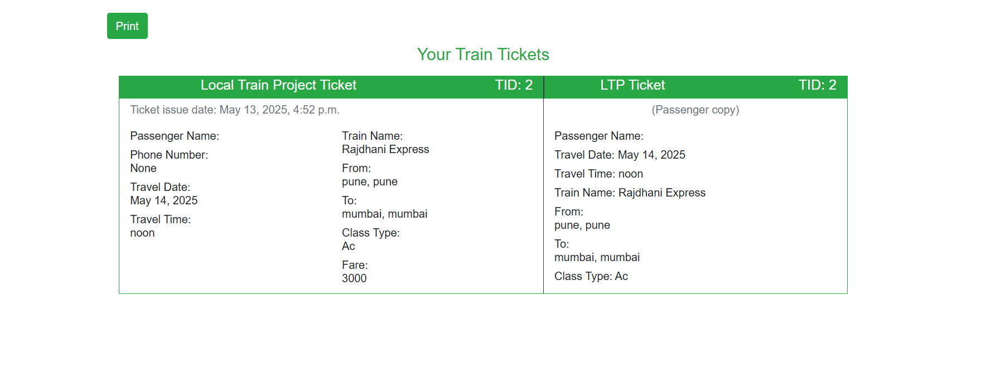 Print
Your Train Tickets
Local Train Project Ticket
TID: 2
Ticket issue date: May 13, 2025, 4:52 p.m.
Passenger Name:
Phone Number:
None
Travel Date:
May 14, 2025
Travel Time:
noon
Train Name:
Rajdhani Express
From:
pune, pune
To:
mumbai, mumbai
Class Type:
Ac
Fare:
3000
LTP Ticket
TID: 2
(Passenger copy)
Passenger Name:
Travel Date: May 14, 2025
Travel Time: noon
Train Name: Rajdhani Express
From:
pune, pune
To:
mumbai, mumbai
Class Type: Ac